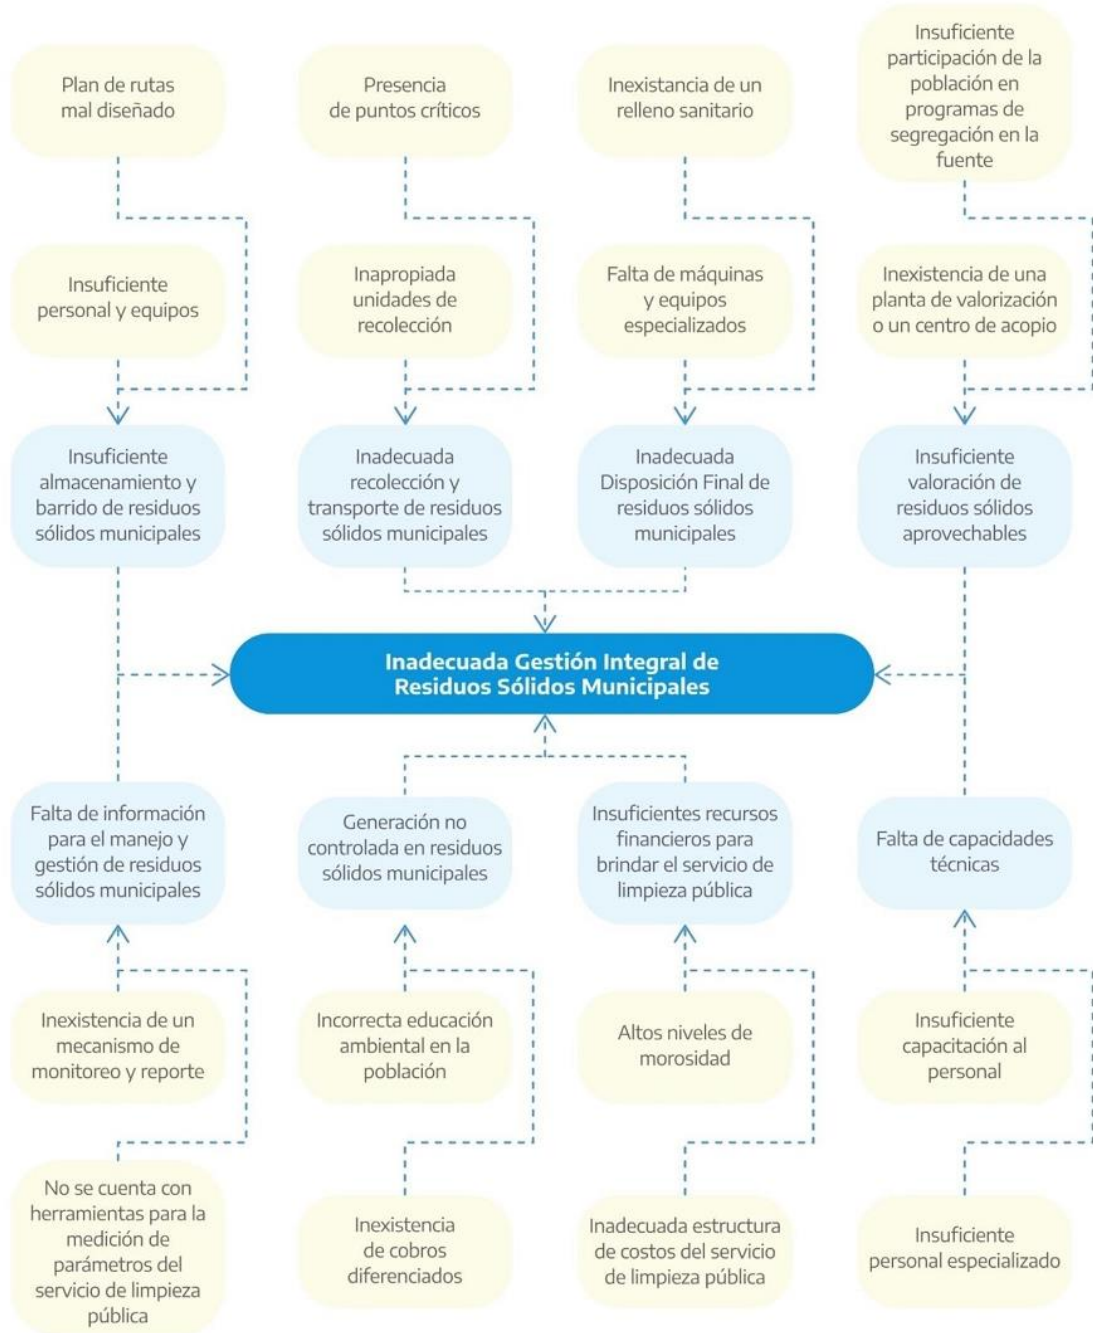 Plan de rutas
mal diseñado
Presencia
de puntos críticos
Inexistancia de un
relleno sanitario
Insuficiente
participación de la
población en
programas de
segregación en la
fuente
Insuficiente
personal y equipos
Inapropiada
unidades de
recolección
Falta de máquinas
y equipos
especializados
Inexistencia de una
planta de valorización
o un centro de acopio
Insuficiente
almacenamiento y
barrido de residuos
sólidos municipales
Inadecuada
recolección y
transporte de residuos
sólidos municipales
Inadecuada
Disposición Final de
residuos sólidos
municipales
Insuficiente
valoración de
residuos sólidos
aprovechables
Inadecuada Gestión Integral de
Residuos Sólidos Municipales
Falta de información
para el manejo y
gestión de residuos
sólidos municipales
Generación no
controlada en residuos
sólidos municipales
Insuficientes recursos
financieros para
brindar el servicio de
limpieza pública
Falta de capacidades
técnicas
Inexistencia de un
mecanismo de
monitoreo y reporte
Incorrecta educación
ambiental en la
población
Altos niveles de
morosidad
Insuficiente
capacitación al
personal
No se cuenta con
herramientas para la
medición de
parámetros del
servicio de limpieza
pública
Inexistencia
de cobros
diferenciados
Inadecuada estructura
de costos del servicio
de limpieza pública
Insuficiente
personal especializado